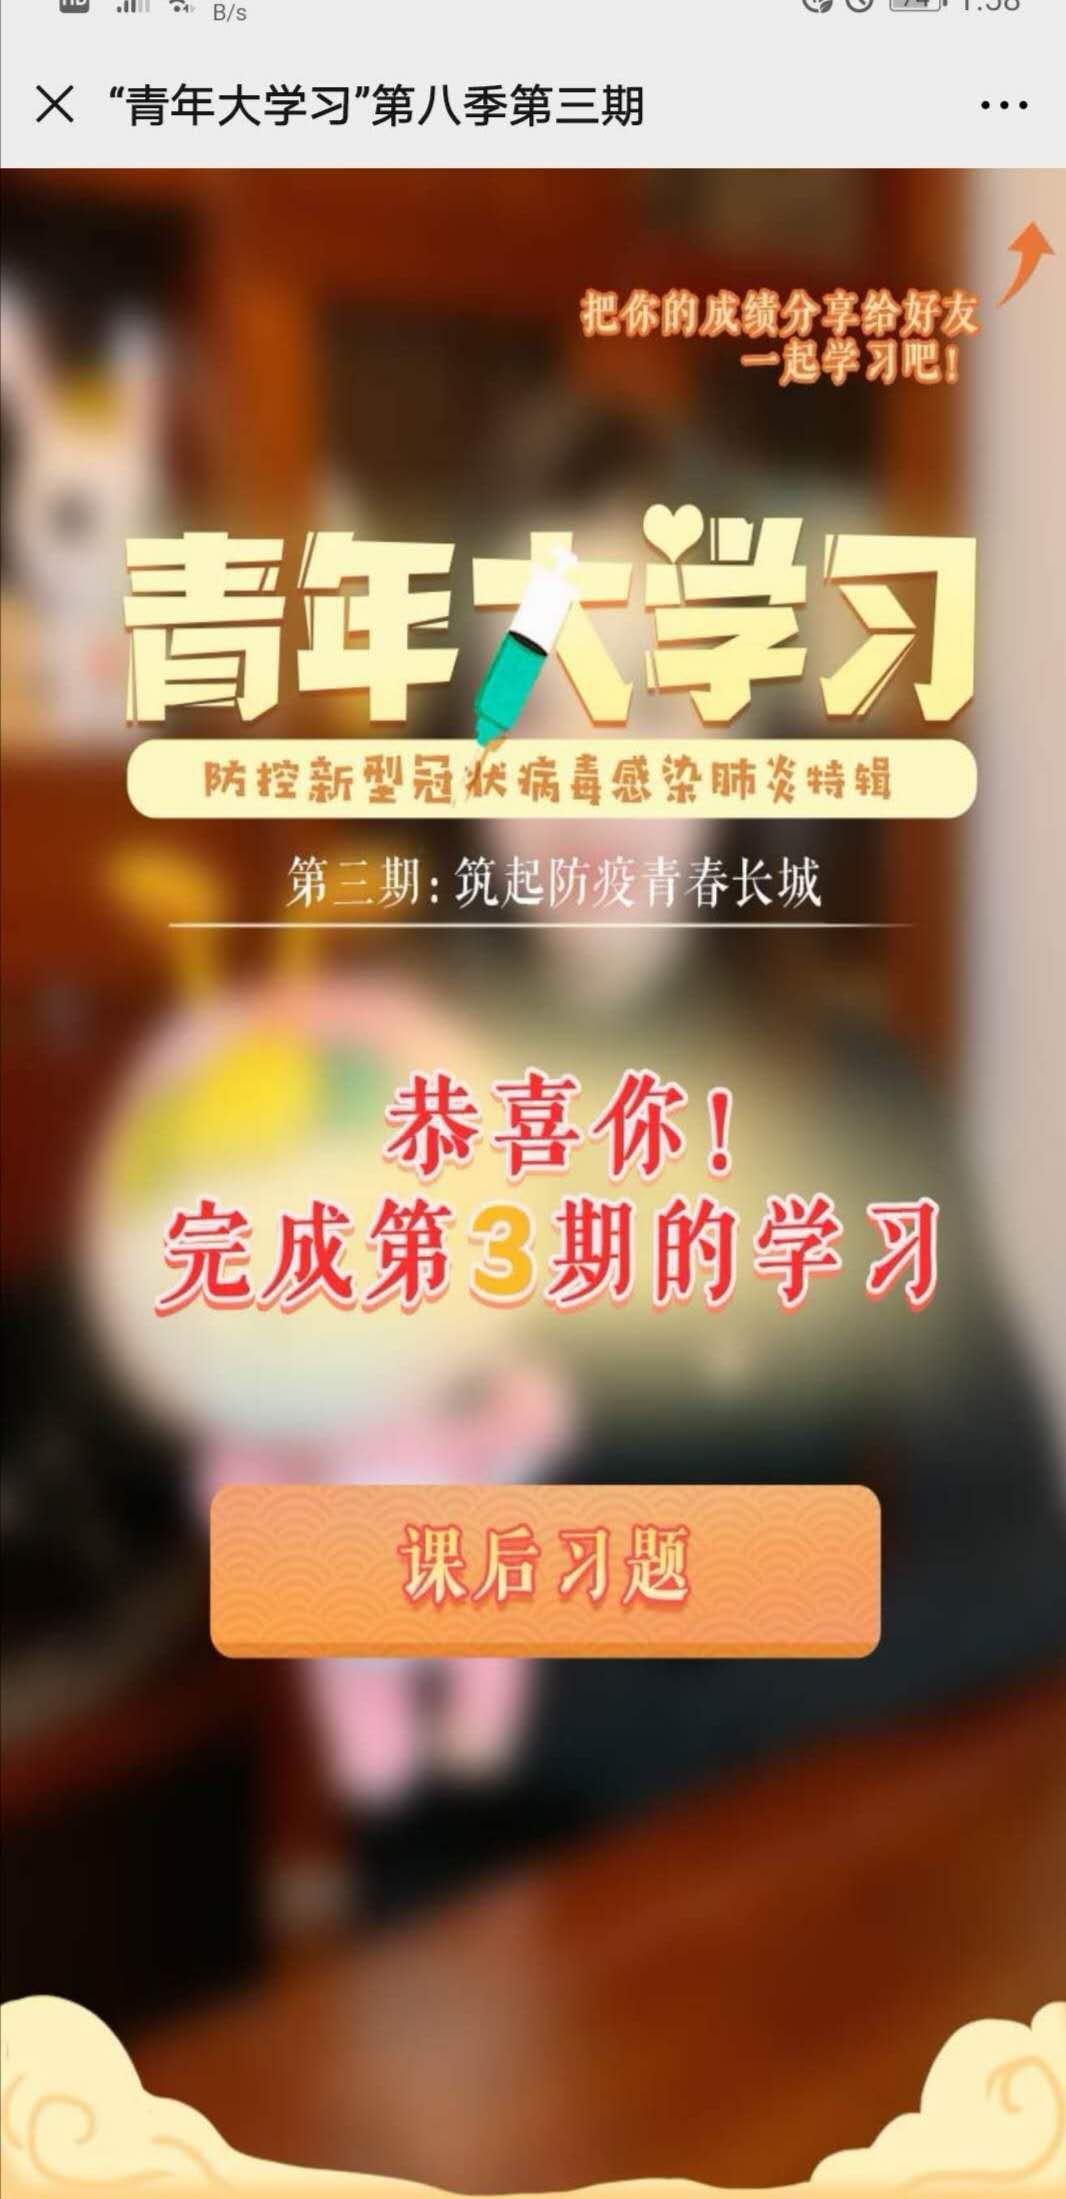 B/s
“青年大学习”第八季第三期
把你的成绩分享给好友
一起学习吧！
青年大学习
防控新型冠状病毒感染肺炎特辑
第三期：筑起防疫青春长城
恭喜你！
完成第3期的学习
课后习题